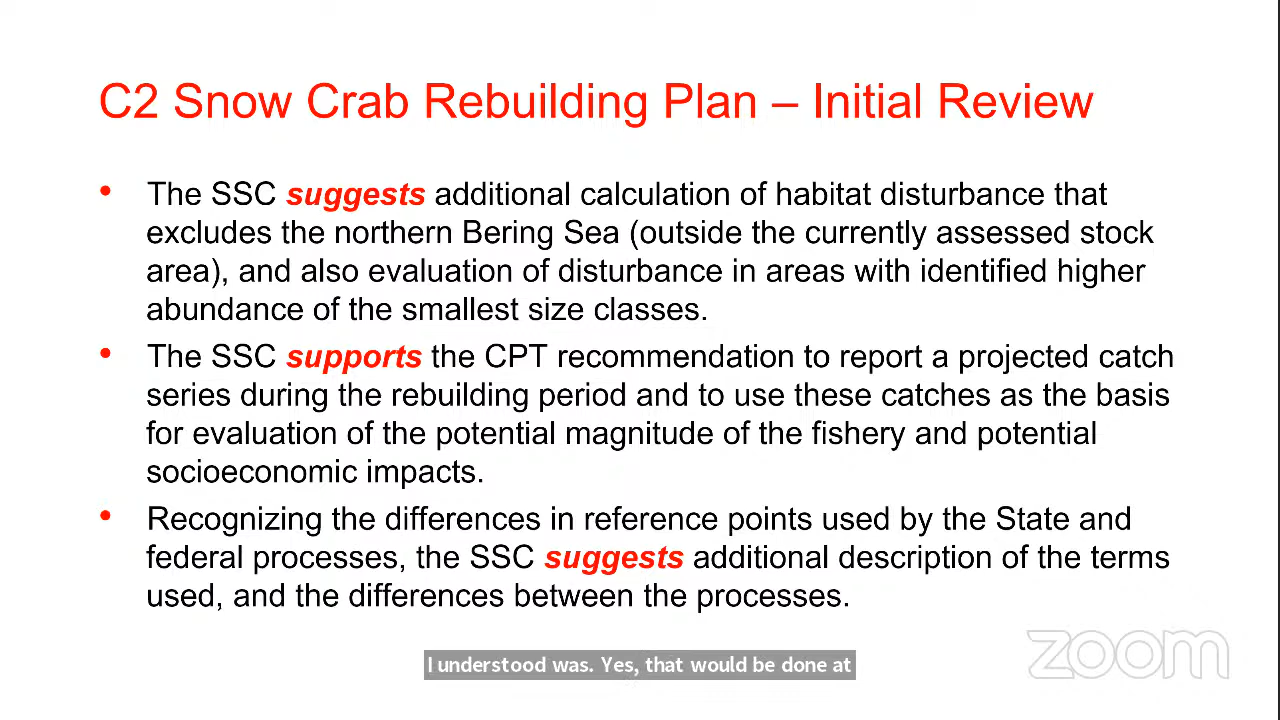 C2 Snow Crab Rebuilding Plan – Initial Review
• The SSC suggests additional calculation of habitat disturbance that
excludes the northern Bering Sea (outside the currently assessed stock
area), and also evaluation of disturbance in areas with identified higher
abundance of the smallest size classes.
• The SSC supports the CPT recommendation to report a projected catch
series during the rebuilding period and to use these catches as the basis
for evaluation of the potential magnitude of the fishery and potential
socioeconomic impacts.
• Recognizing the differences in reference points used by the State and
federal processes, the SSC suggests additional description of the terms
used, and the differences between the processes.
zoom
I understood was. Yes, that would be done at